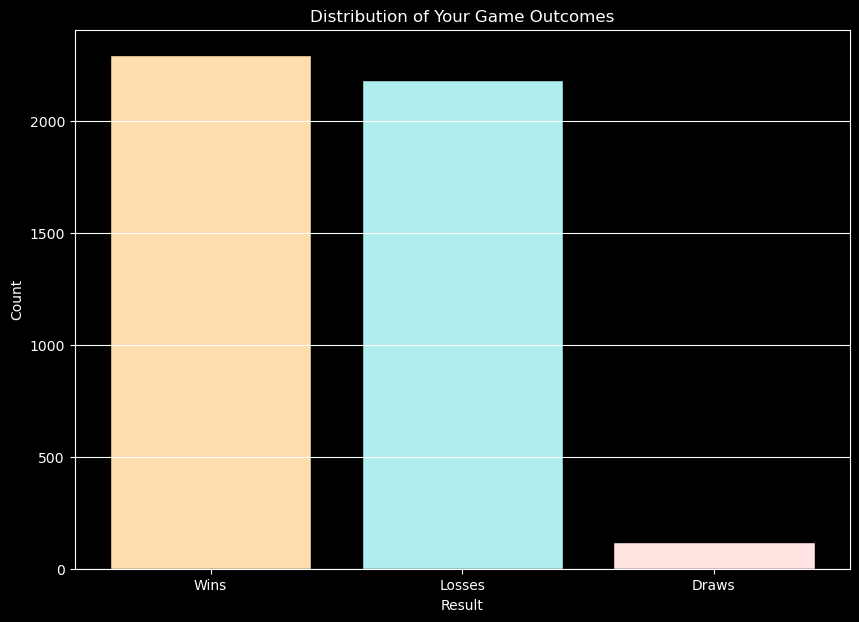 Distribution of Your Game Outcomes
2000
1500
1000
500
0
Count
Wins
Losses
Draws
Result